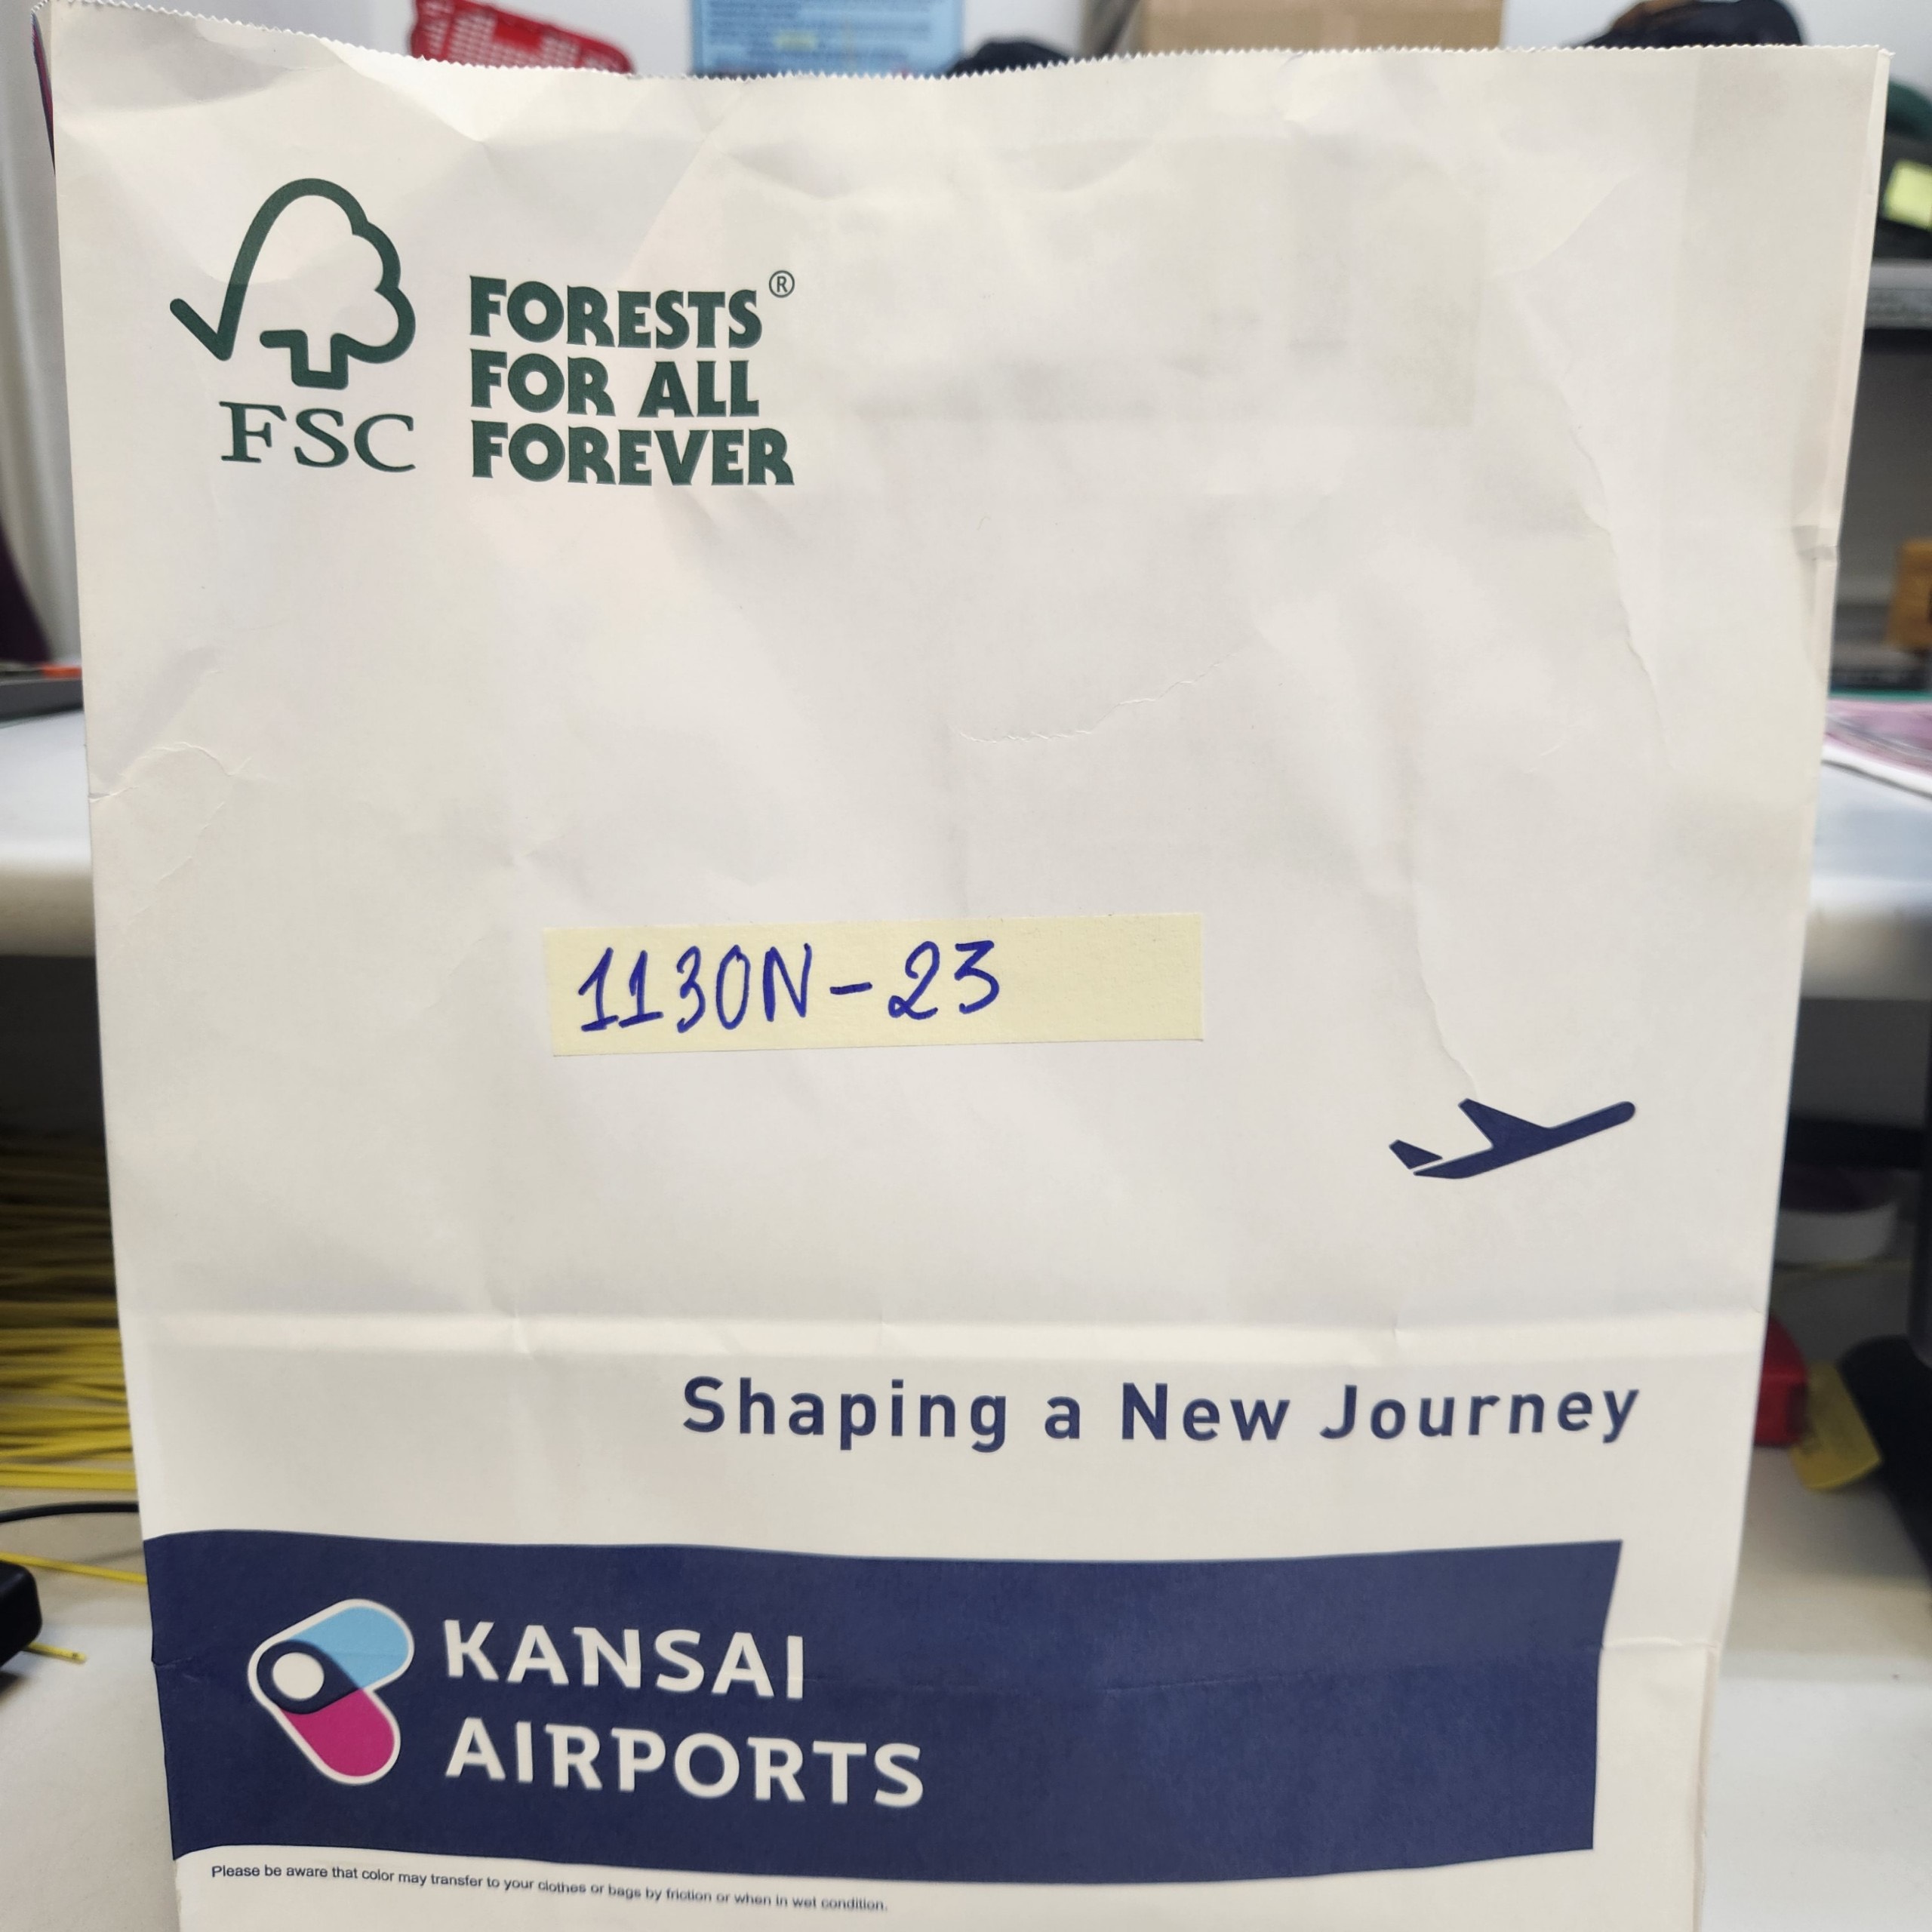 FORESTS®
FOR ALL
FOREVER
FSC
1130N-23
Shaping a New Journey
KANSAI
AIRPORTS
Please be aware that color may transfer to your clothes or bags by friction or when in wet condition.